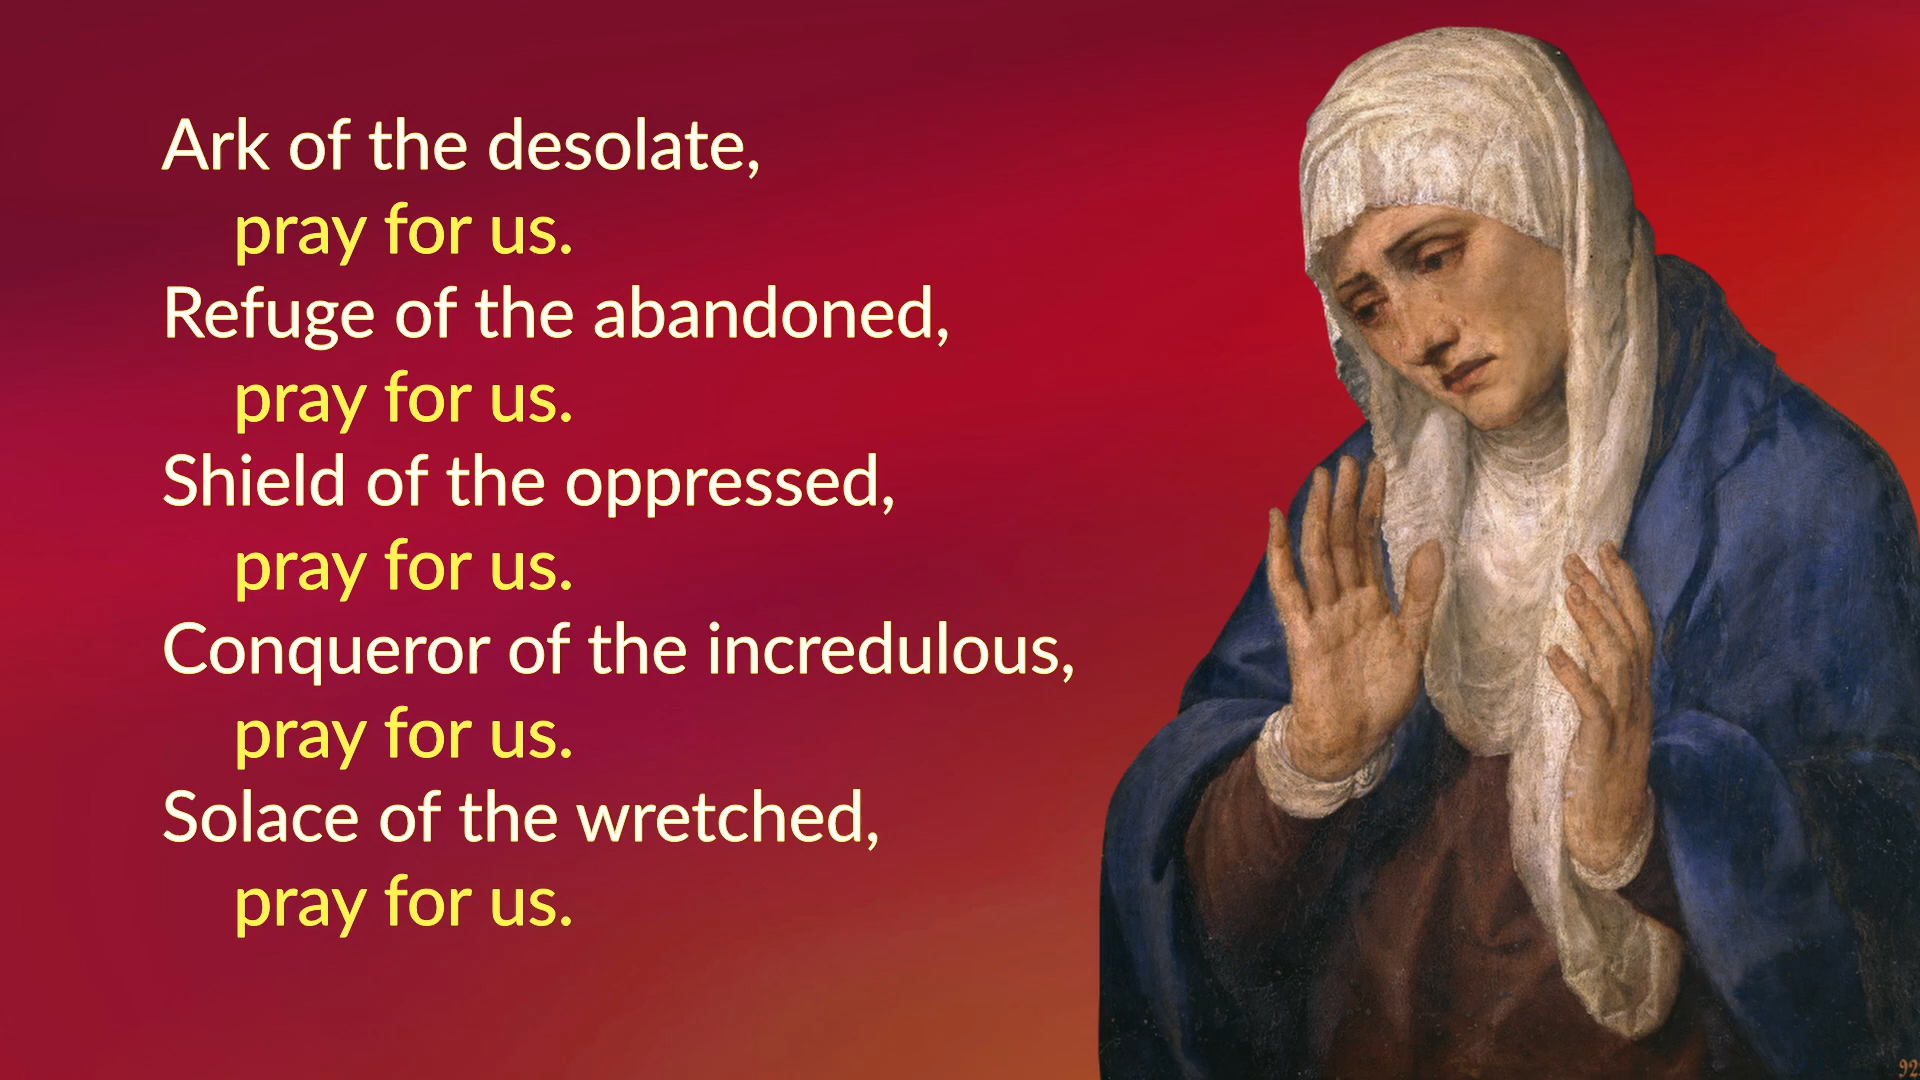 Ark of the desolate,
pray for us.
Refuge of the abandoned,
pray for us.
Shield of the oppressed,
pray for us.
Conqueror of the incredulous,
pray for us.
Solace of the wretched,
pray for us.
92